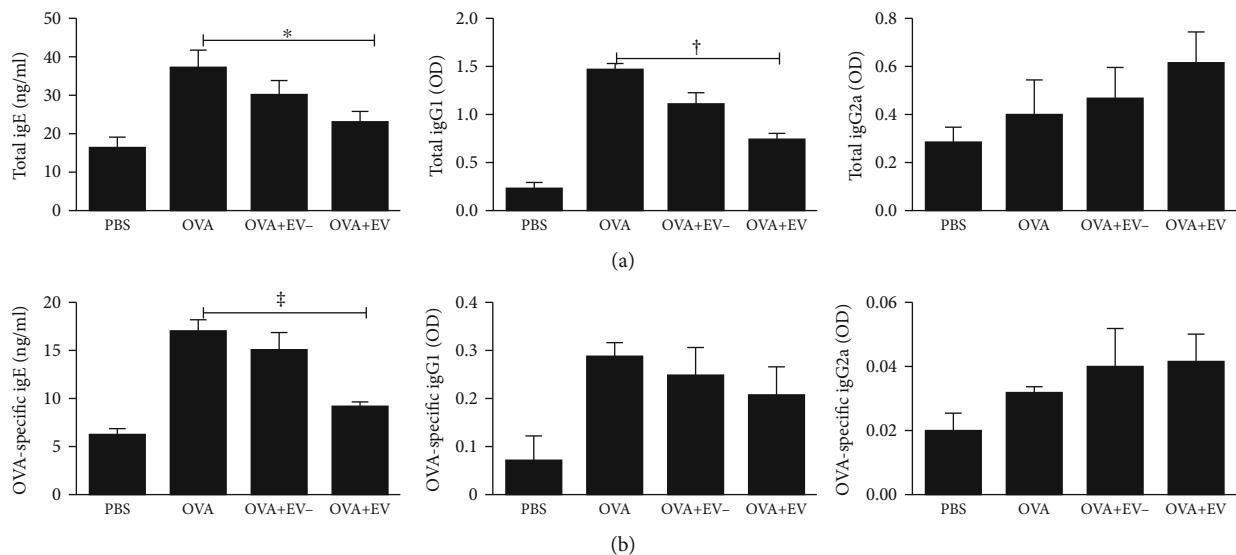 Total igE (ng/ml)
50
40
30
20
10
0
*
PBS
OVA
OVA+EV–
OVA+EV
Total igG1 (OD)
2.0
1.5
1.0
0.5
0.0
†
PBS
OVA
OVA+EV–
OVA+EV
Total igG2a (OD)
0.8
0.6
0.4
0.2
0.0
PBS
OVA
OVA+EV–
OVA+EV
(a)
OVA-specific igE (ng/ml)
20
15
10
5
0
‡
PBS
OVA
OVA+EV–
OVA+EV
OVA-specific igG1 (OD)
0.4
0.3
0.2
0.1
0.0
PBS
OVA
OVA+EV–
OVA+EV
OVA-specific igG2a (OD)
0.06
0.04
0.02
0.00
PBS
OVA
OVA+EV–
OVA+EV
(b)